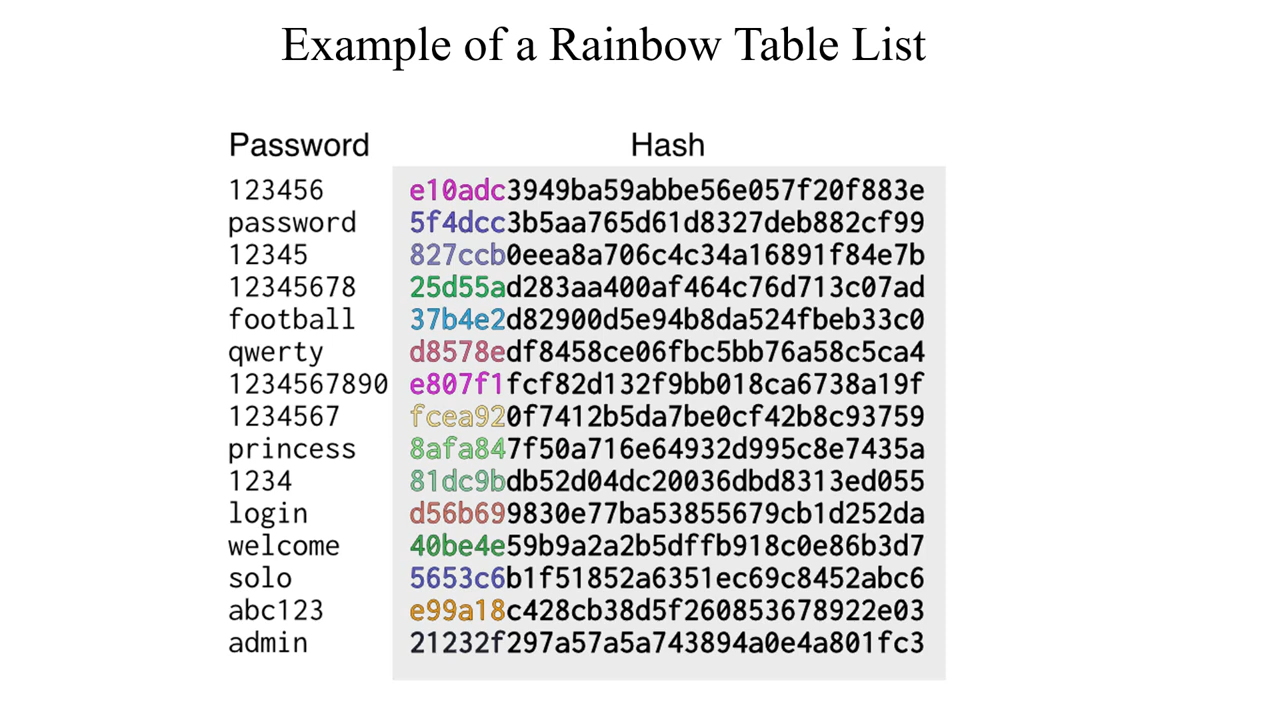 Example of a Rainbow Table List
Password Hash
123456 e10adc3949ba59abbe56e057f20f883e
password 5f4dcc3b5aa765d61d8327deb882cf99
12345 827ccb0eea8a706c4c34a16891f84e7b
12345678 25d55ad283aa400af464c76d713c07ad
football 37b4e2d82900d5e94b8da524fbeb33c0
qwerty d8578edf8458ce06fbc5bb76a58c5ca4
1234567890 e807f1fcf82d132f9bb018ca6738a19f
1234567 fcea920f7412b5da7be0cf42b8c93759
princess 8afa847f50a716e64932d995c8e7435a
1234 81dc9bdb52d04dc20036dbd8313ed055
login d56b699830e77ba53855679cb1d252da
welcome 40be4e59b9a2a2b5dffb918c0e86b3d7
solo 5653c6b1f51852a6351ec69c8452abc6
abc123 e99a18c428cb38d5f260853678922e03
admin 21232f297a57a5a743894a0e4a801fc3